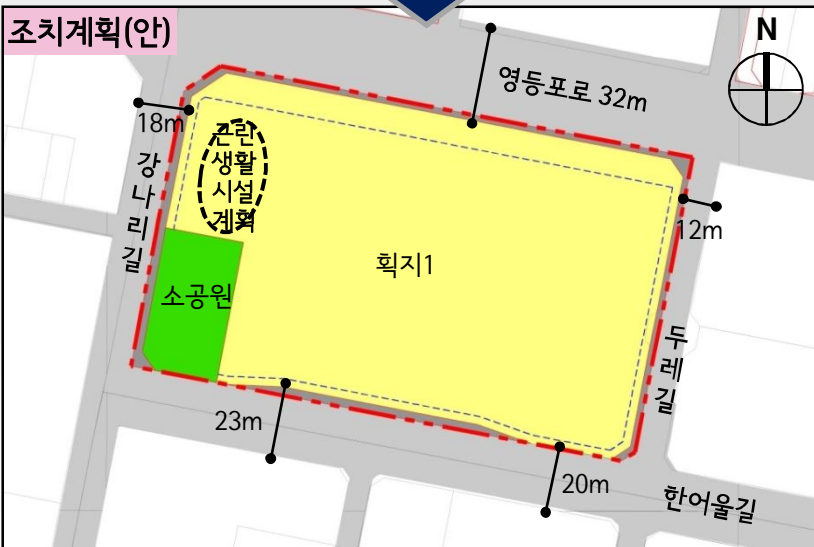 조치계획(안)
N
영등포로 32m
18m
근린
생활
시설
계획
강나리길
12m
획지1
소공원
두레길
23m
20m
한어울길